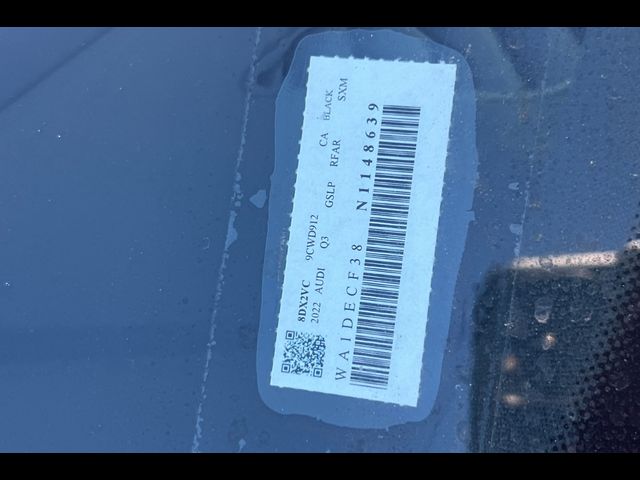 8DX2VC 9CWD912 CA BLACK
2022 AUDI Q3 GSLP RFAR SXM
WA1DECF38 N1148639